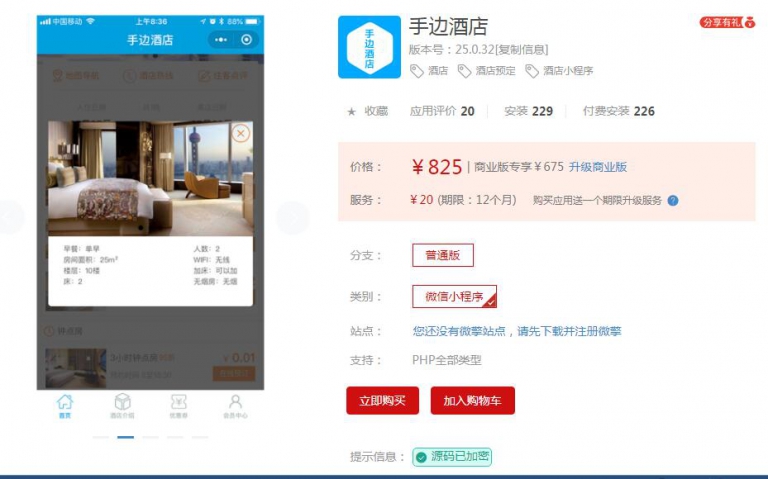 中国移动 上午8:36 88%
手边酒店
早餐：单早 人数：2
房间面积：25m² WIFI：无线
楼层：10楼 加床：可以加
床：2 无烟房：无烟
钟点房
3小时钟点房
¥0.01
首页 酒店介绍 优惠券 会员中心
手边酒店
手边酒店
分享有礼
版本号：25.0.32[复制信息]
酒店 酒店预定 酒店小程序
★ 收藏 应用评价 20 安装 229 付费安装 226
价格： ¥825 | 商业版专享¥675 升级商业版
服务： ¥20 (期限：12个月) 购买应用送一个期限升级服务 ?
分支： 普通版
类别： 微信小程序
站点： 您还没有微擎站点，请先下载并注册微擎
支持： PHP全部类型
立即购买 加入购物车
提示信息： 源码已加密